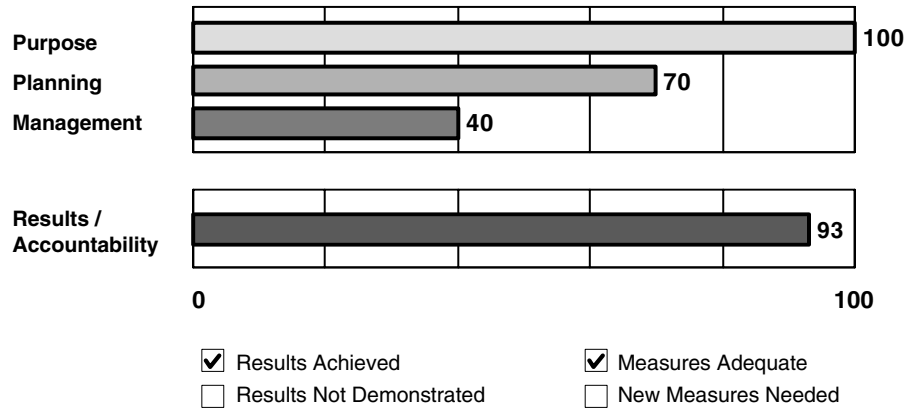 Purpose 100
Planning 70
Management 40
Results /
Accountability 93
0 100
Results Achieved Measures Adequate
Results Not Demonstrated New Measures Needed